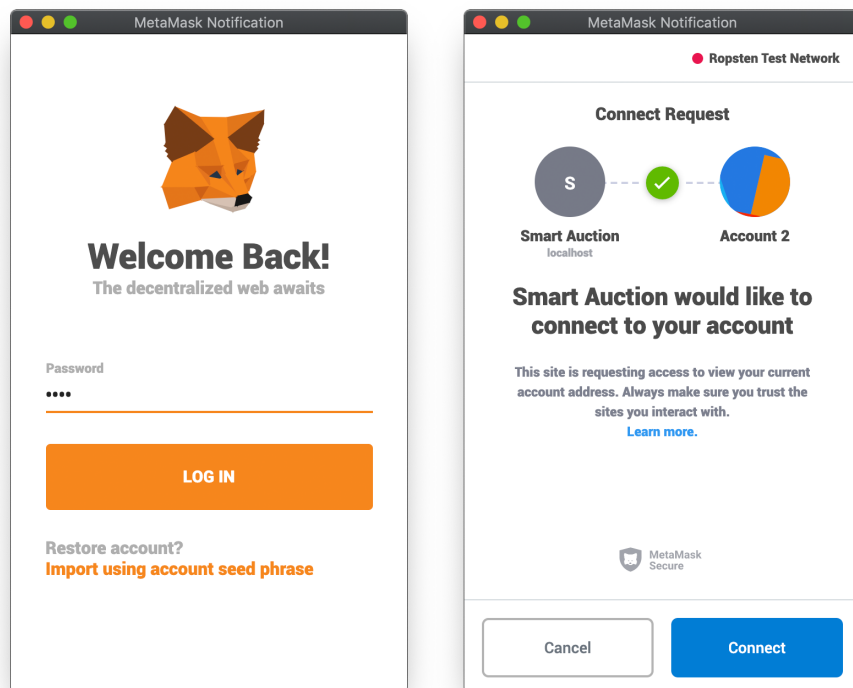 MetaMask Notification
Welcome Back!
The decentralized web awaits
Password
••••
LOG IN
Restore account?
Import using account seed phrase
MetaMask Notification
Ropsten Test Network
Connect Request
S
Smart Auction
localhost
Account 2
Smart Auction would like to
connect to your account
This site is requesting access to view your current
account address. Always make sure you trust the
sites you interact with.
Learn more.
MetaMask
Secure
Cancel
Connect